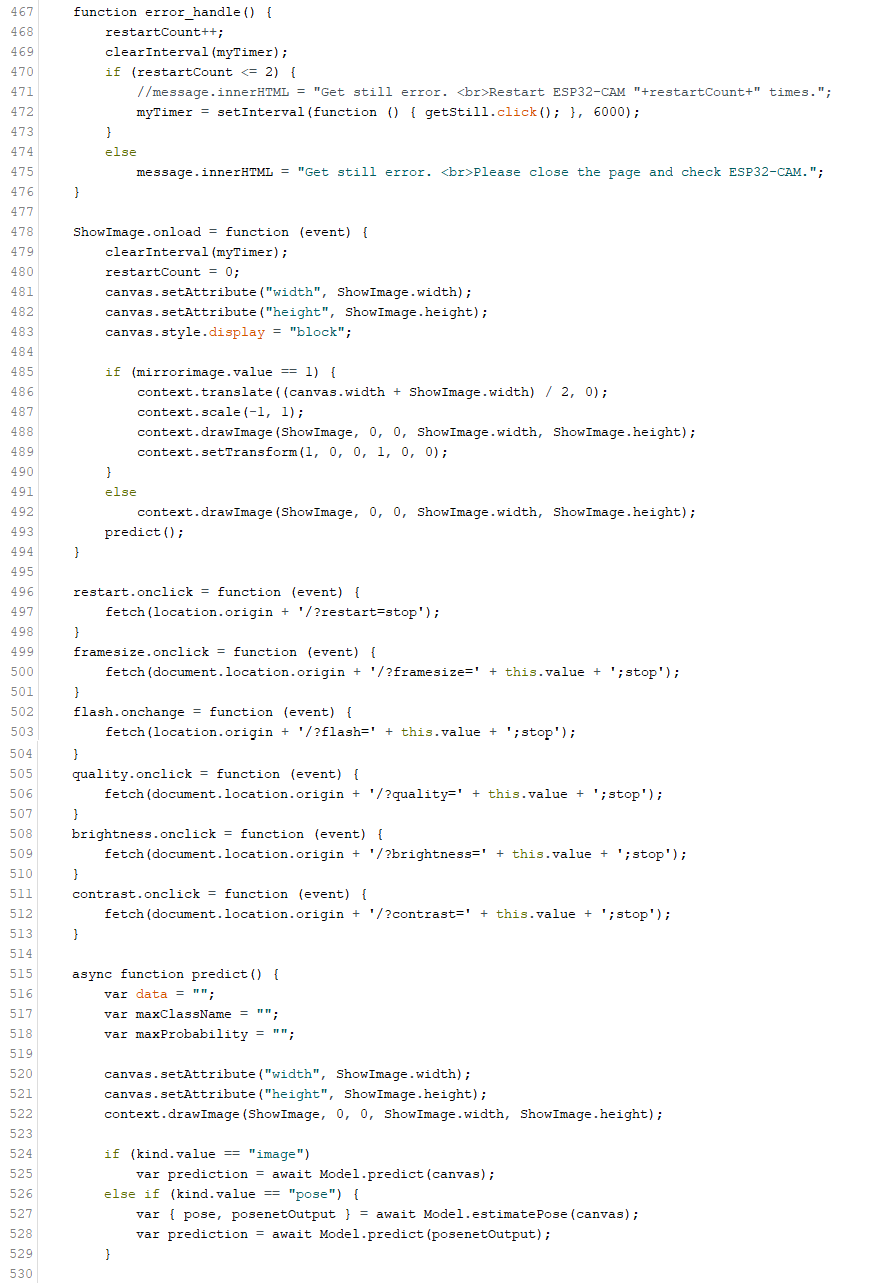 467 function error_handle() {
468 restartCount++;
469 clearInterval(myTimer);
470 if (restartCount <= 2) {
471 //message.innerHTML = "Get still error. <br>Restart ESP32-CAM "+restartCount+" times.";
472 myTimer = setInterval(function () { getStill.click(); }, 6000);
473 }
474 else
475 message.innerHTML = "Get still error. <br>Please close the page and check ESP32-CAM.";
476 }
477
478 ShowImage.onload = function (event) {
479 clearInterval(myTimer);
480 restartCount = 0;
481 canvas.setAttribute("width", ShowImage.width);
482 canvas.setAttribute("height", ShowImage.height);
483 canvas.style.display = "block";
484
485 if (mirrorimage.value == 1) {
486 context.translate((canvas.width + ShowImage.width) / 2, 0);
487 context.scale(-1, 1);
488 context.drawImage(ShowImage, 0, 0, ShowImage.width, ShowImage.height);
489 context.setTransform(1, 0, 0, 1, 0, 0);
490 }
491 else
492 context.drawImage(ShowImage, 0, 0, ShowImage.width, ShowImage.height);
493 predict();
494 }
495
496 restart.onclick = function (event) {
497 fetch(location.origin + '/?restart=stop');
498 }
499 framesize.onclick = function (event) {
500 fetch(document.location.origin + '/?framesize=' + this.value + ';stop');
501 }
502 flash.onchange = function (event) {
503 fetch(location.origin + '/?flash=' + this.value + ';stop');
504 }
505 quality.onclick = function (event) {
506 fetch(document.location.origin + '/?quality=' + this.value + ';stop');
507 }
508 brightness.onclick = function (event) {
509 fetch(document.location.origin + '/?brightness=' + this.value + ';stop');
510 }
511 contrast.onclick = function (event) {
512 fetch(document.location.origin + '/?contrast=' + this.value + ';stop');
513 }
514
515 async function predict() {
516 var data = "";
517 var maxClassName = "";
518 var maxProbability = "";
519
520 canvas.setAttribute("width", ShowImage.width);
521 canvas.setAttribute("height", ShowImage.height);
522 context.drawImage(ShowImage, 0, 0, ShowImage.width, ShowImage.height);
523
524 if (kind.value == "image")
525 var prediction = await Model.predict(canvas);
526 else if (kind.value == "pose") {
527 var { pose, posenetOutput } = await Model.estimatePose(canvas);
528 var prediction = await Model.predict(posenetOutput);
529 }
530